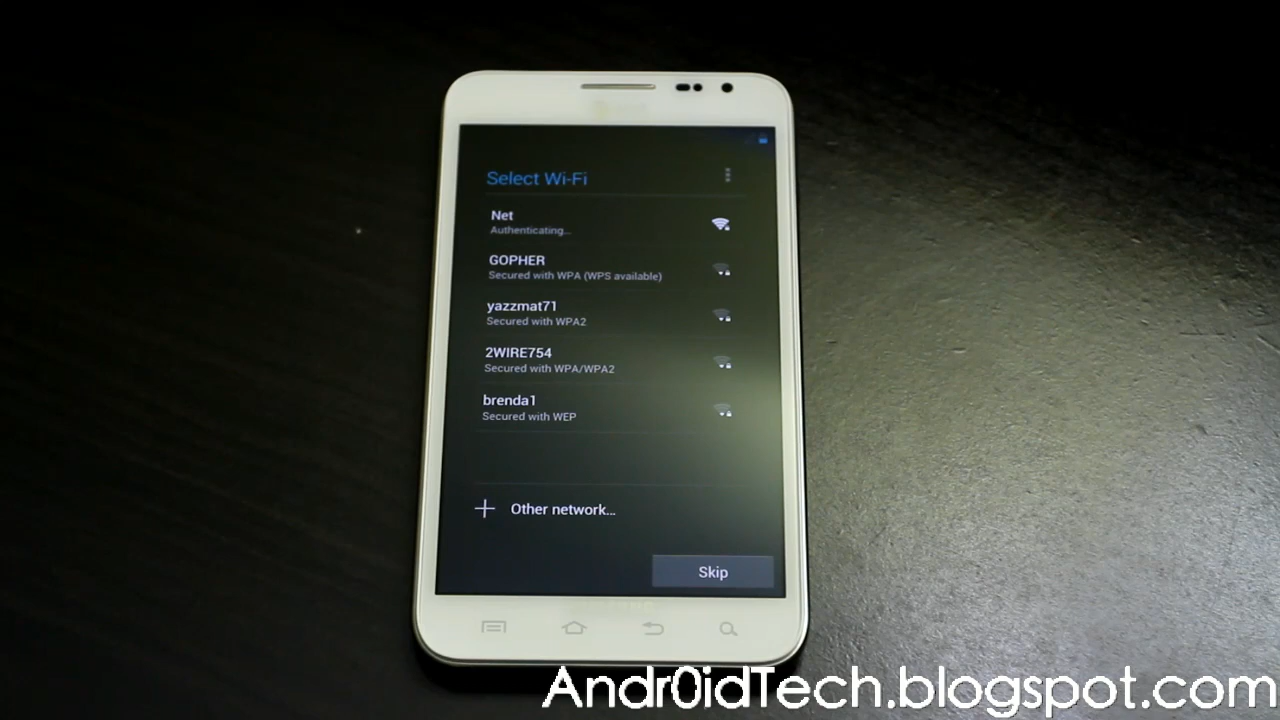 Select Wi-Fi
Net
Authenticating...
GOPHER
Secured with WPA (WPS available)
yazzmat71
Secured with WPA2
2WIRE754
Secured with WPA/WPA2
brenda1
Secured with WEP
Other network...
Skip
Andr0idTech.blogspot.com